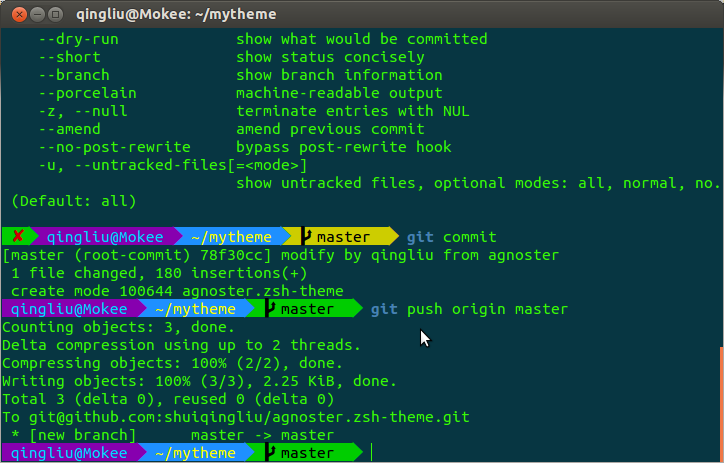 qingliu@Mokee: ~/mytheme
--dry-run show what would be committed
--short show status concisely
--branch show branch information
--porcelain machine-readable output
-z, --null terminate entries with NUL
--amend amend previous commit
--no-post-rewrite bypass post-rewrite hook
-u, --untracked-files[=<mode>]
show untracked files, optional modes: all, normal, no.
(Default: all)
✘ qingliu@Mokee ~/mytheme master git commit
[master (root-commit) 78f30cc] modify by qingliu from agnoster
1 file changed, 180 insertions(+)
create mode 100644 agnoster.zsh-theme
qingliu@Mokee ~/mytheme master git push origin master
Counting objects: 3, done.
Delta compression using up to 2 threads.
Compressing objects: 100% (2/2), done.
Writing objects: 100% (3/3), 2.25 KiB, done.
Total 3 (delta 0), reused 0 (delta 0)
To git@github.com:shuiqingliu/agnoster.zsh-theme.git
* [new branch] master -> master
qingliu@Mokee ~/mytheme master